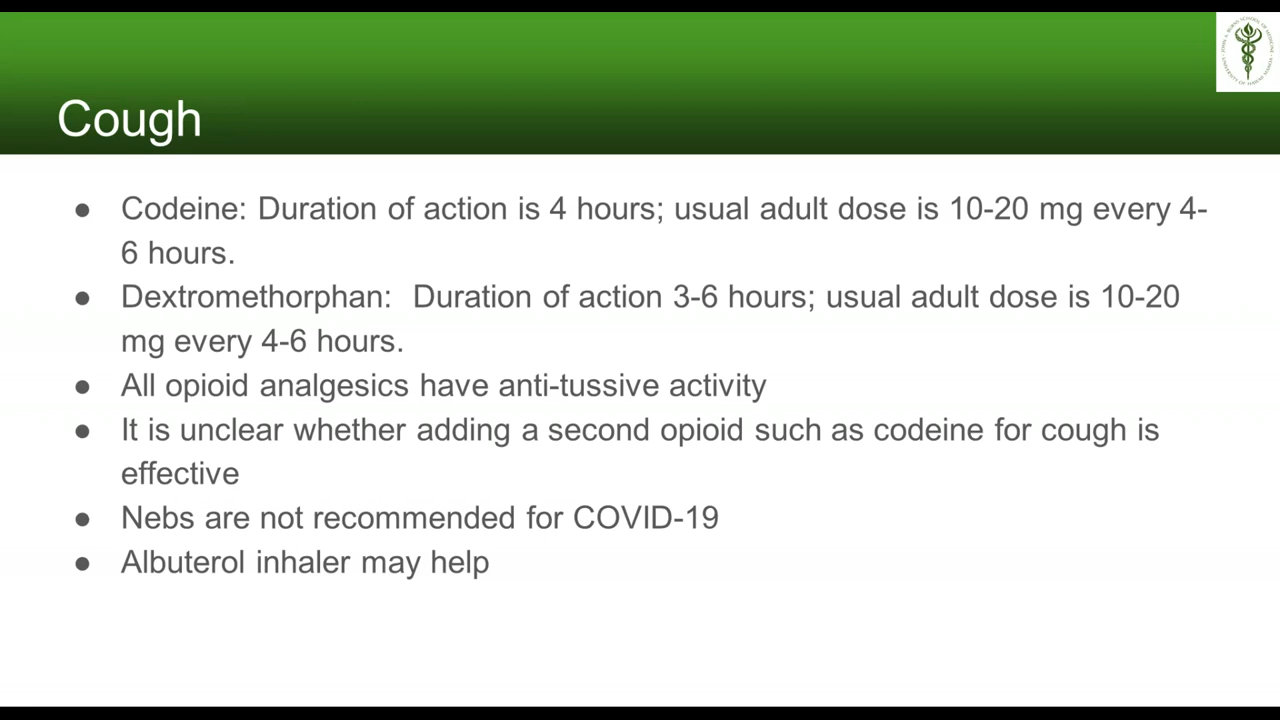 Cough
● Codeine: Duration of action is 4 hours; usual adult dose is 10-20 mg every 4-
6 hours.
● Dextromethorphan:  Duration of action 3-6 hours; usual adult dose is 10-20
mg every 4-6 hours.
● All opioid analgesics have anti-tussive activity
● It is unclear whether adding a second opioid such as codeine for cough is
effective
● Nebs are not recommended for COVID-19
● Albuterol inhaler may help